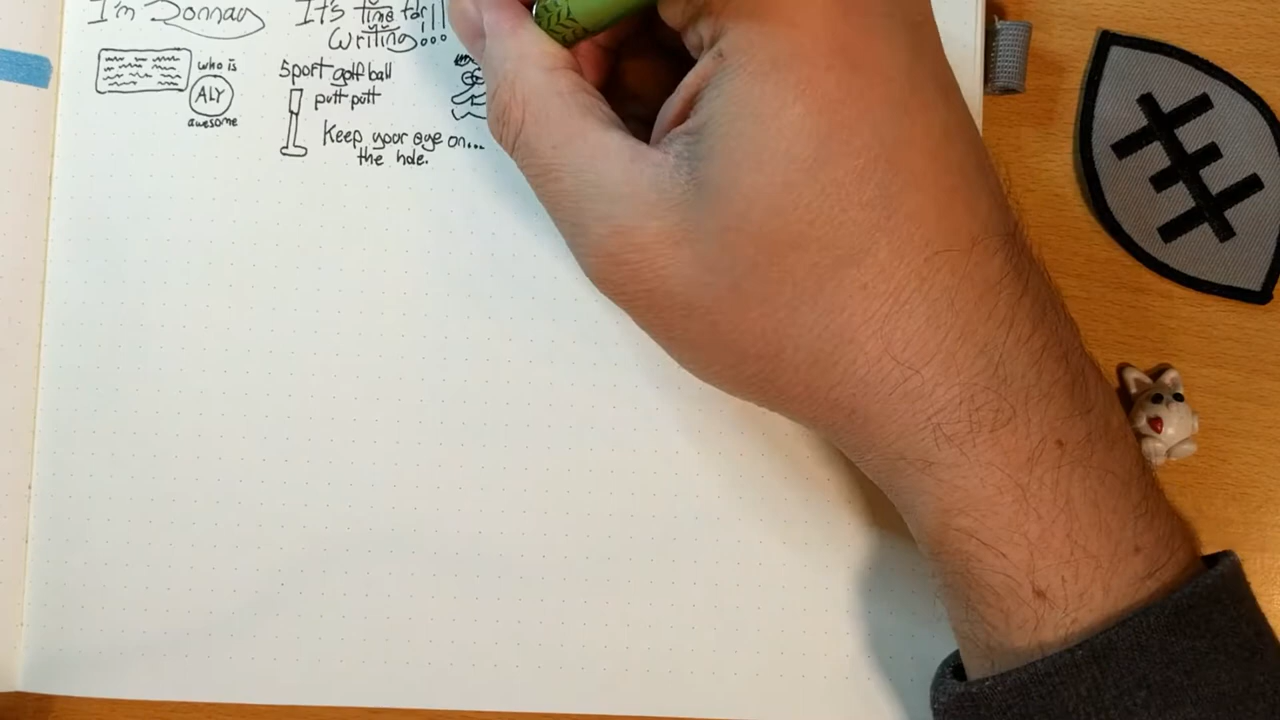 I'm Donnay
It's time for!!!
Writing!...
who is
ALY
awesome
Sport golf ball
putt putt
Keep your eye on...
the hole.